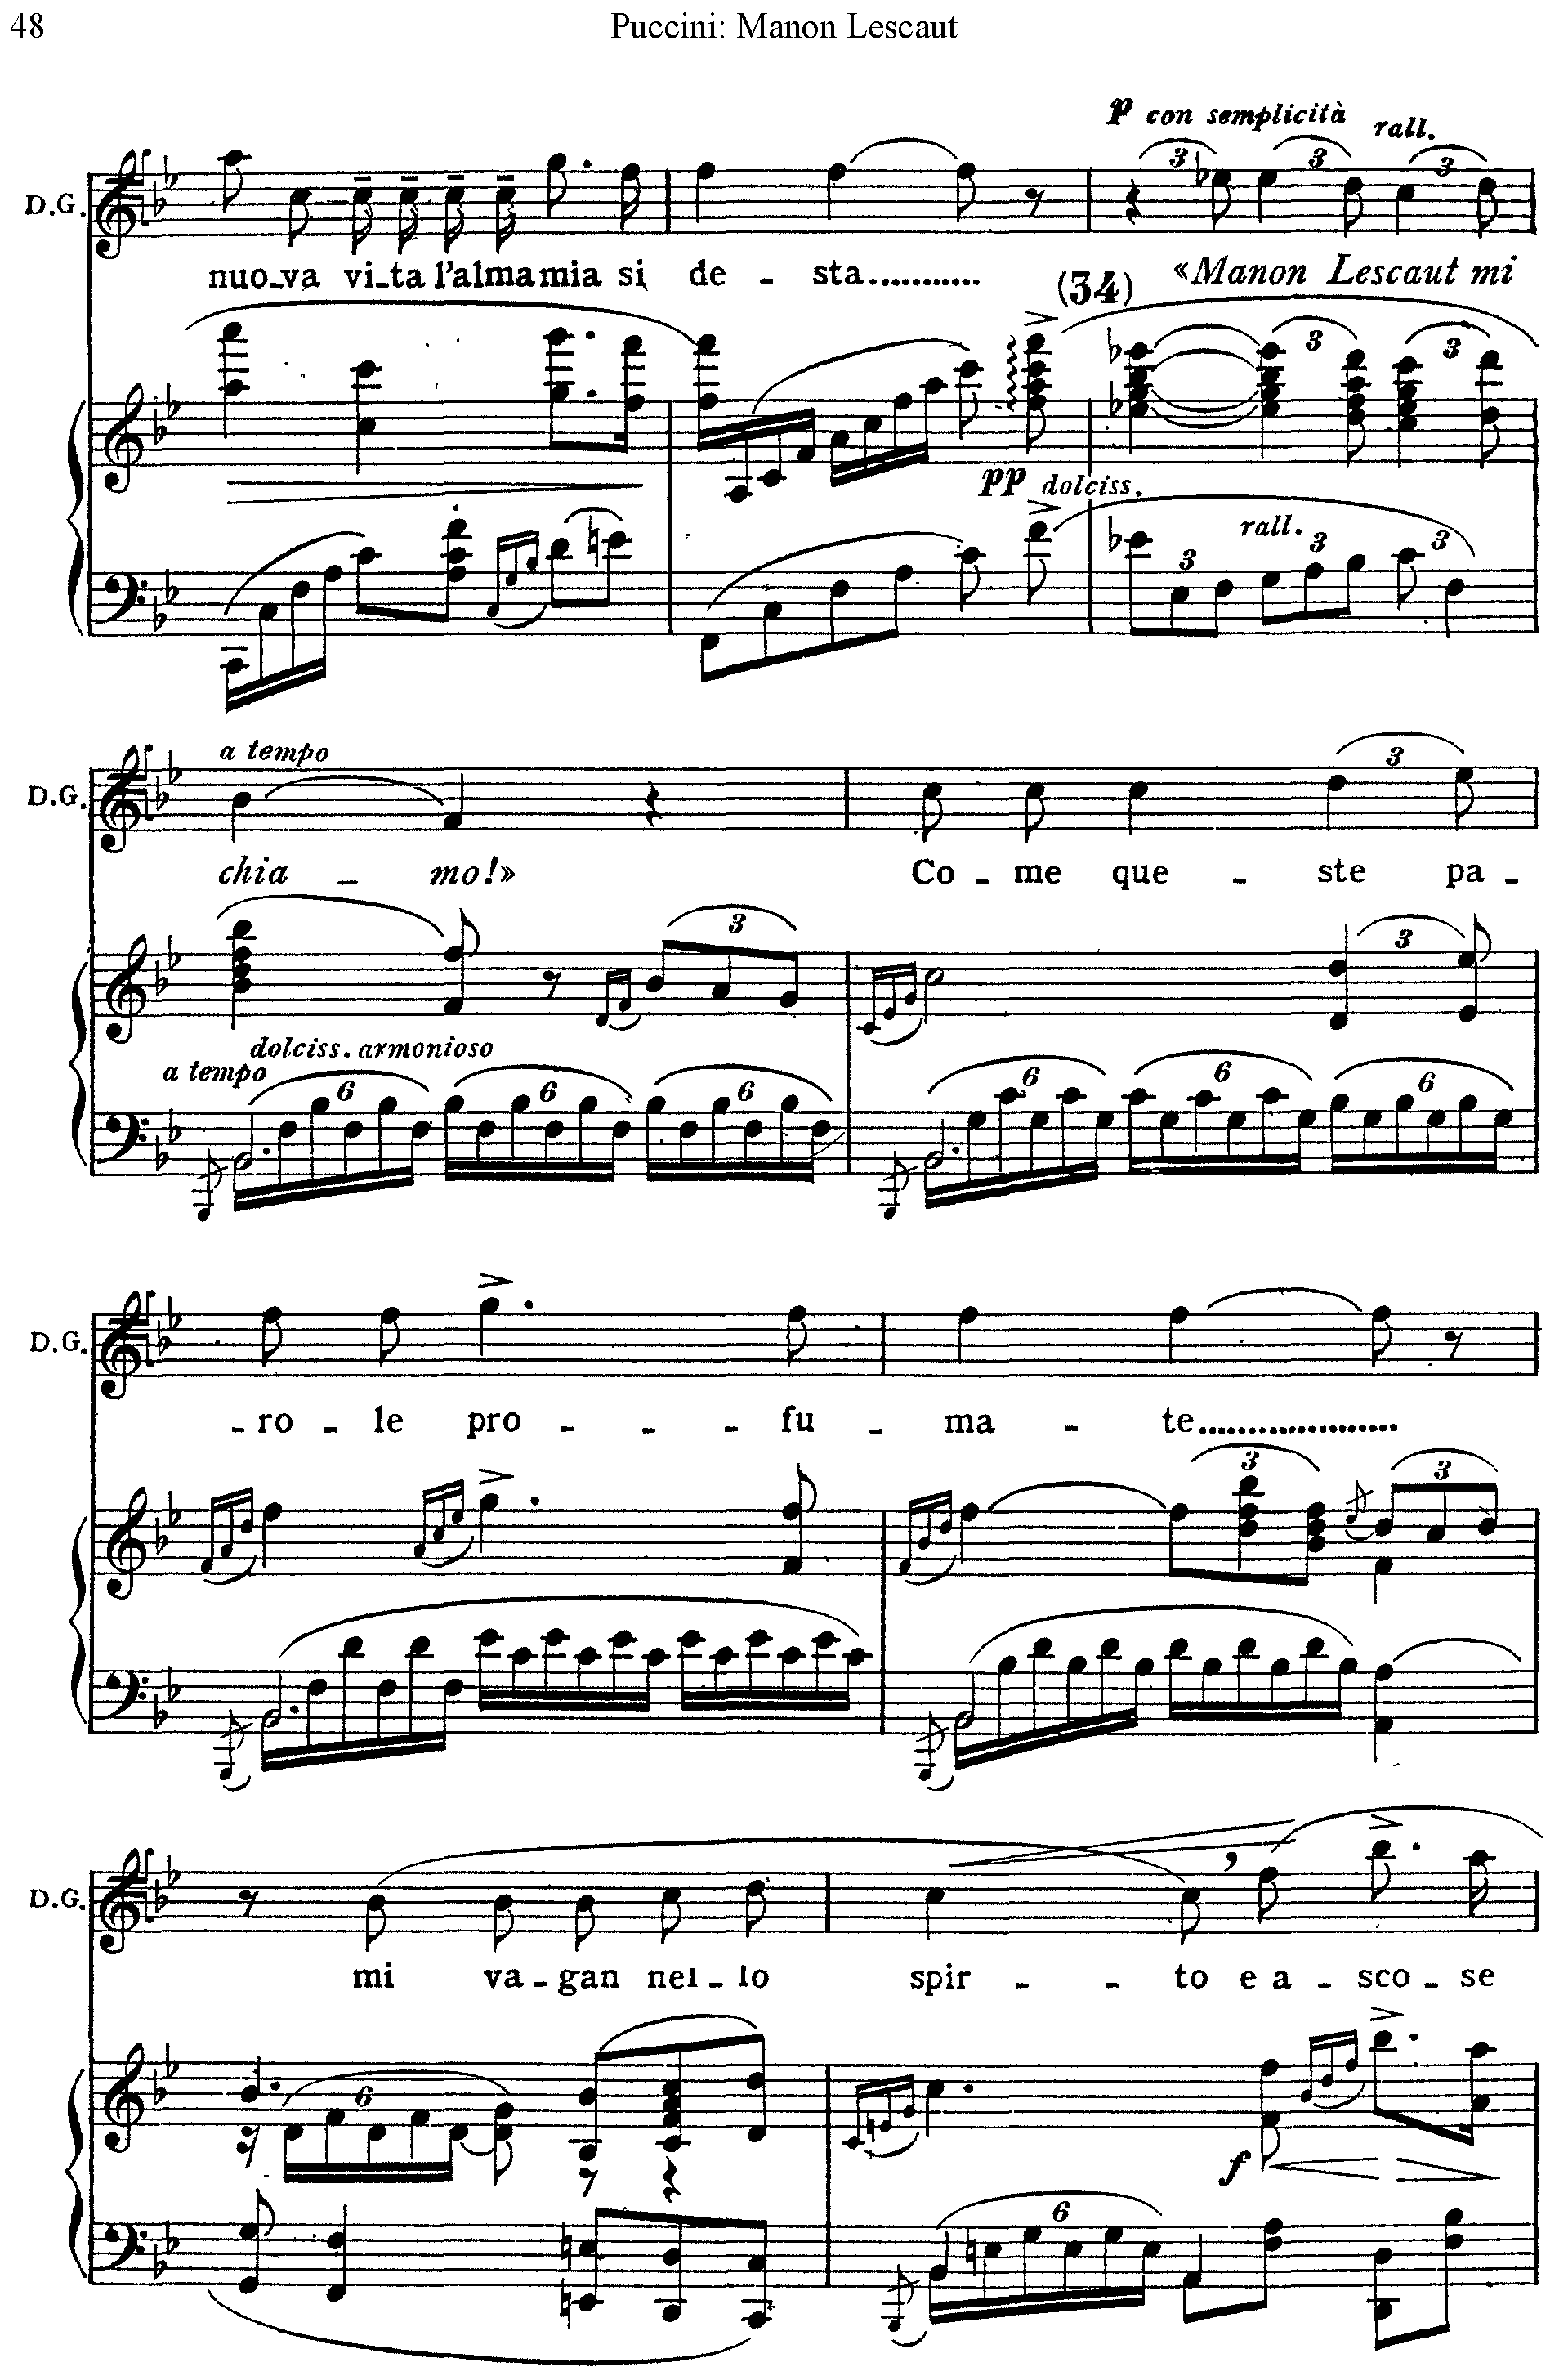 48 Puccini: Manon Lescaut
p con semplicità rall.
3 3 3
D.G.
nuo-va vi-ta l'alma mia si de - sta........... «Manon Lescaut mi
(34)
3 3
pp dolciss.
rall.
3 3 3
a tempo
D.G.
3
chia - mo!» Co - me que - ste pa -
3 3
dolciss. armonioso
a tempo
6 6 6 6 6 6
D.G.
- ro - le pro - - - fu - ma - te.....................
3 3
D.G.
mi va - gan nel - lo spir - - to e a - sco - se
6
f
6